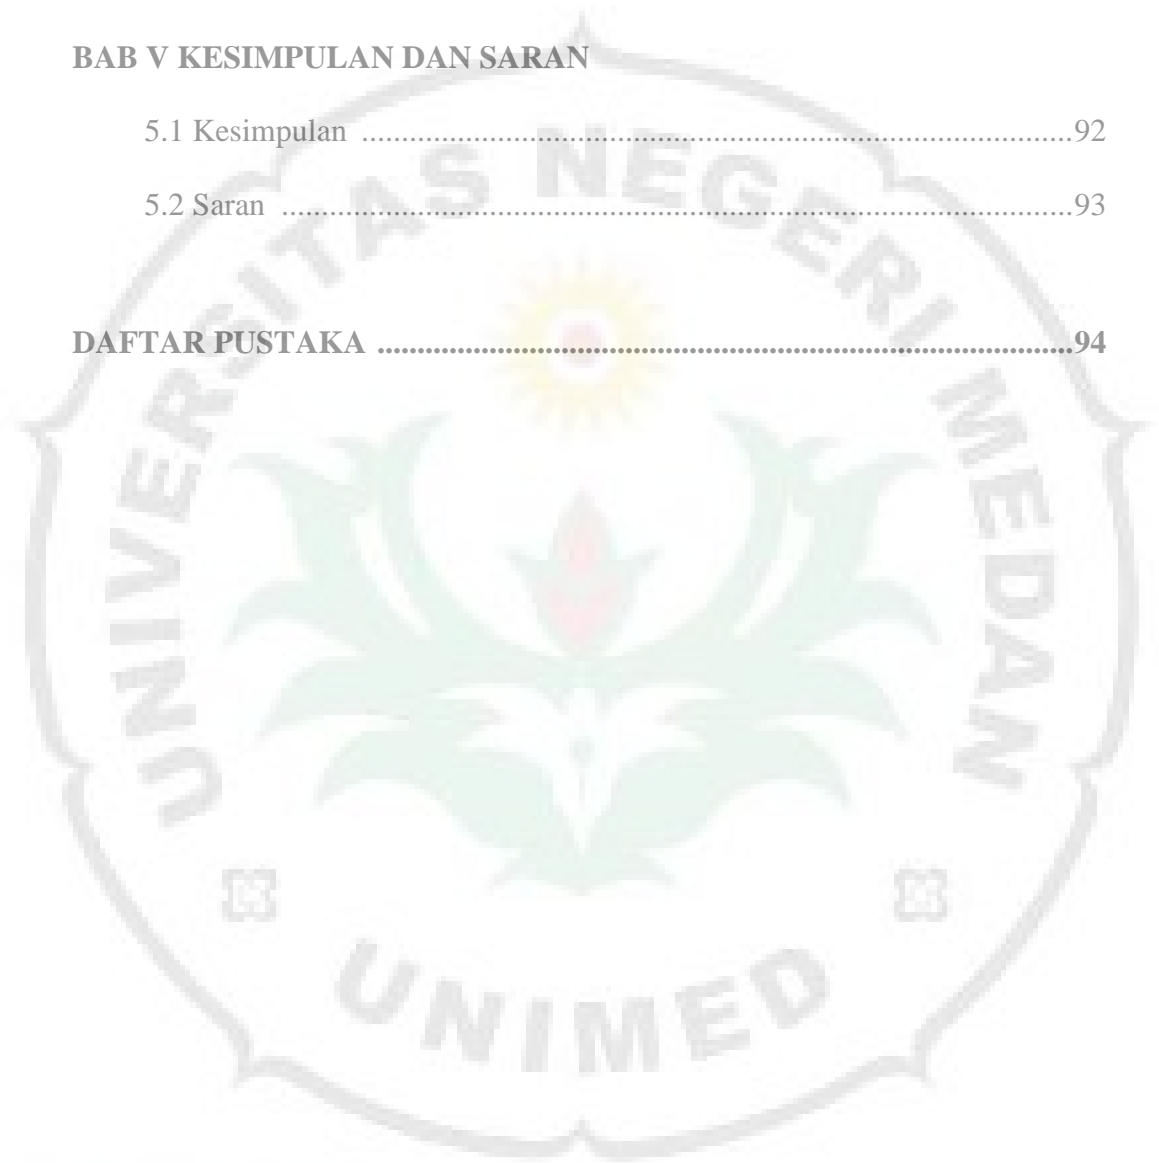 BAB V KESIMPULAN DAN SARAN
5.1 Kesimpulan ........................................................................................92
5.2 Saran ..................................................................................................93
DAFTAR PUSTAKA .....................................................................................94
UNIVERSITAS NEGERI MEDAN
UNIMED